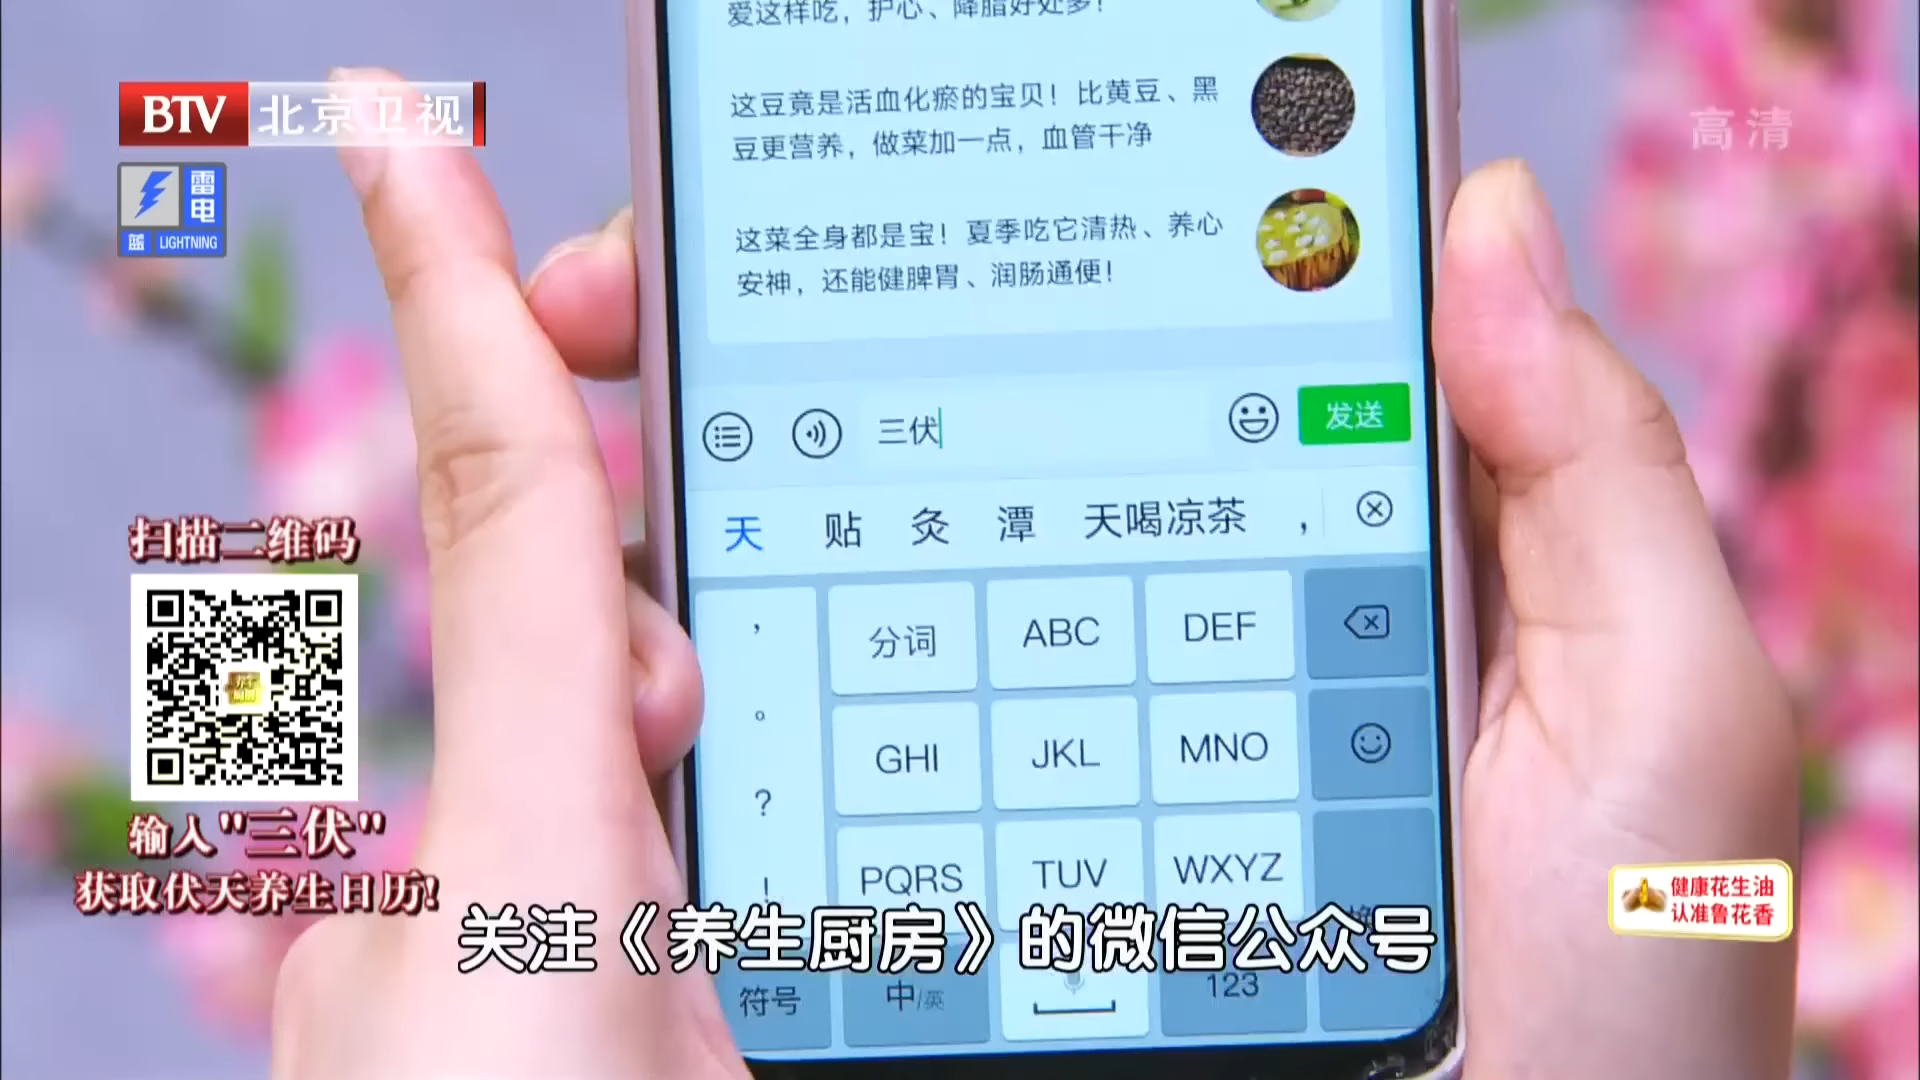 爱这样吃，护心、降脂好处多！
这豆竟是活血化瘀的宝贝！比黄豆、黑
豆更营养，做菜加一点，血管干净
这菜全身都是宝！夏季吃它清热、养心
安神，还能健脾胃、润肠通便！
BTV 北京卫视
高清
雷电
蓝 LIGHTNING
三伏
发送
天 贴 灸 潭 天喝凉茶 ，
， 分词 ABC DEF
。 GHI JKL MNO
?
! PQRS TUV WXYZ
符号 中/英 123
扫描二维码
养生厨房
输入"三伏"
获取伏天养生日历!
健康花生油
认准鲁花香
关注《养生厨房》的微信公众号